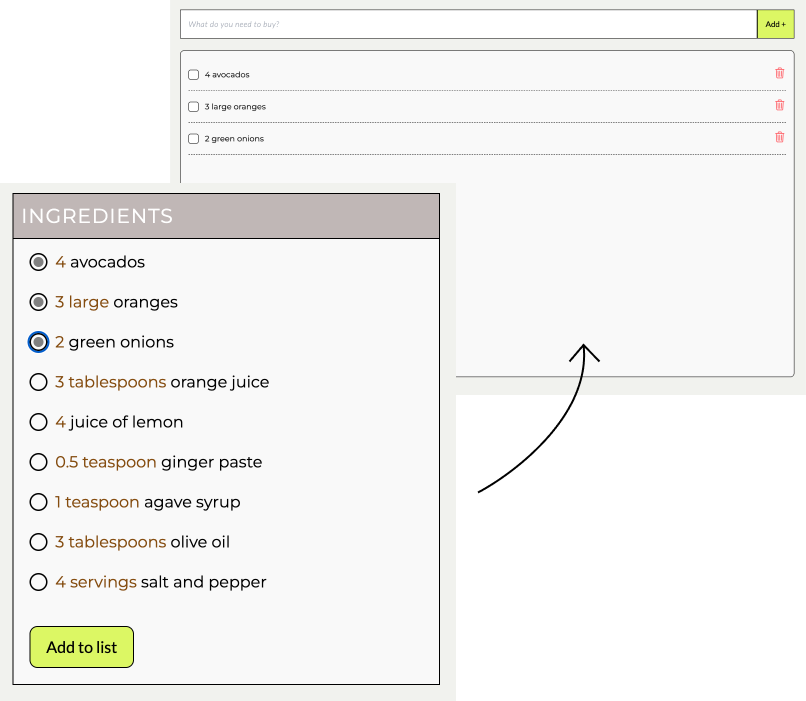 What do you need to buy?
Add +
4 avocados
3 large oranges
2 green onions
INGREDIENTS
4 avocados
3 large oranges
2 green onions
3 tablespoons orange juice
4 juice of lemon
0.5 teaspoon ginger paste
1 teaspoon agave syrup
3 tablespoons olive oil
4 servings salt and pepper
Add to list